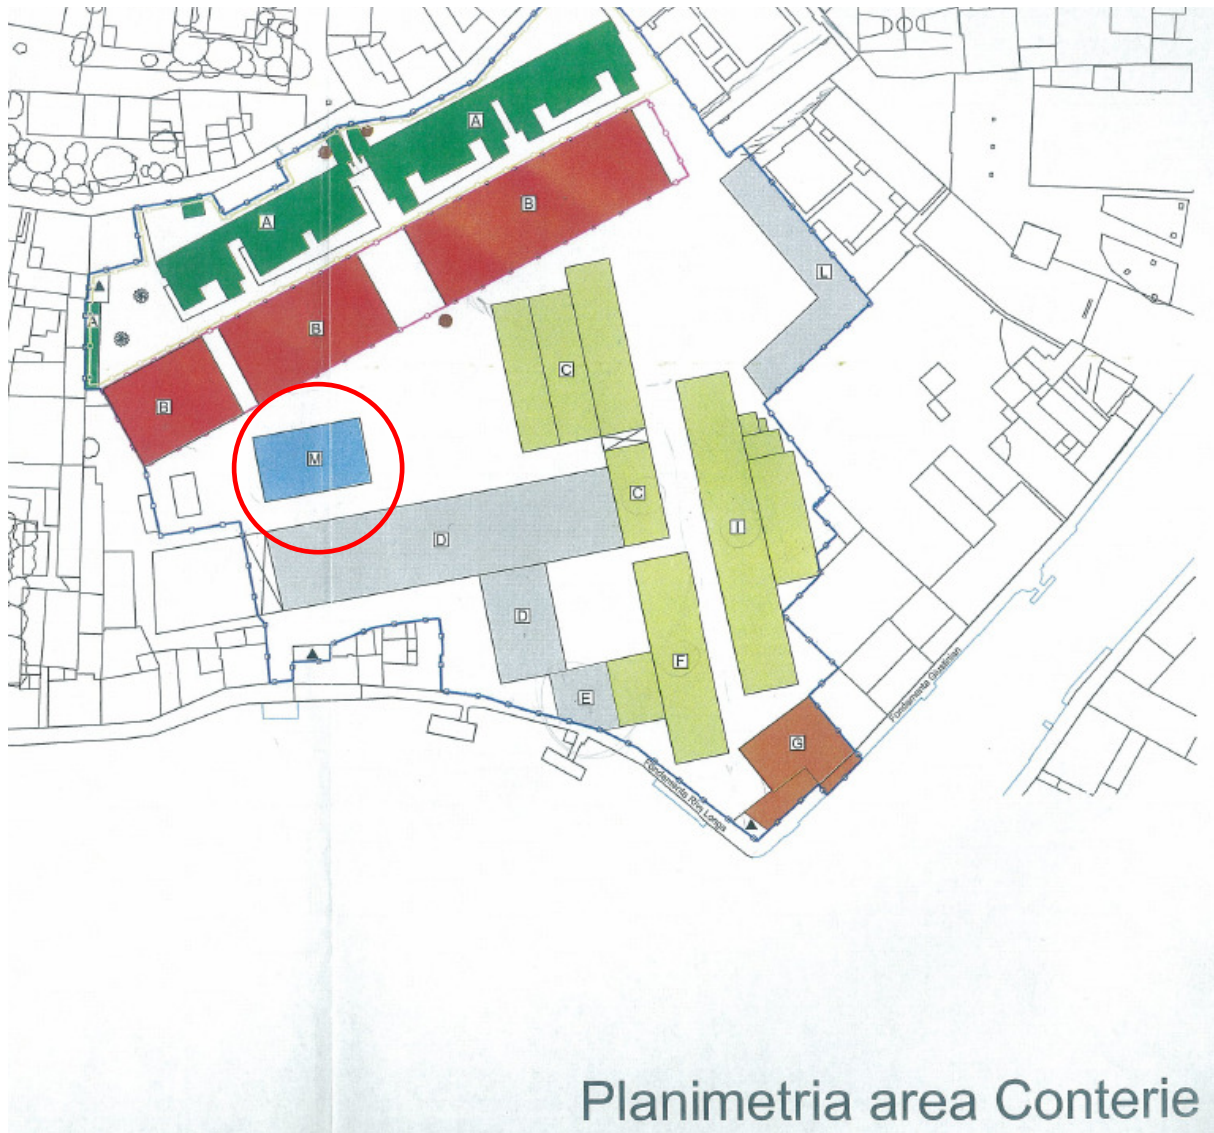 A
A
A
B
B
B
L
C
C
M
D
I
D
F
E
G
Fondamenta Giustinian
Fondamenta Riva Longa
Planimetria area Conterie